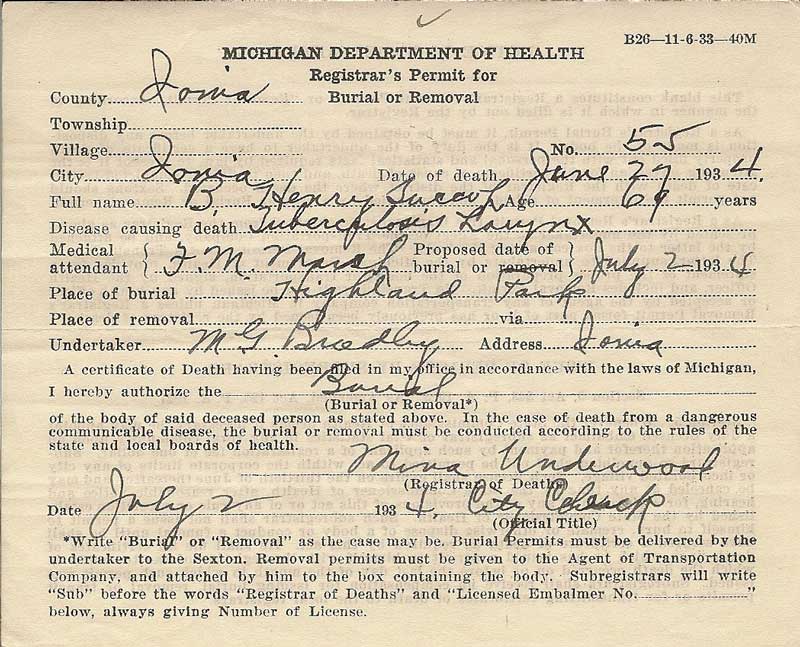 B26—11-6-33—40M
MICHIGAN DEPARTMENT OF HEALTH
Registrar's Permit for
Burial or Removal
County Ionia
Township
Village No. 55
City Ionia Date of death June 29 1934.
Full name B. Henry Age 69 years
Disease causing death Tuberculosis Larynx
Medical attendant F. M. Marsh Proposed date of burial or removal July 2 1934
Place of burial Highland Park
Place of removal via
Undertaker M. G. Address Ionia
A certificate of Death having been filed in my office in accordance with the laws of Michigan,
I hereby authorize the Burial
(Burial or Removal*)
of the body of said deceased person as stated above. In the case of death from a dangerous
communicable disease, the burial or removal must be conducted according to the rules of the
state and local boards of health.
Mina Underwood
(Registrar of Deaths)
Date July 2 1934. City Clerk
(Official Title)
*Write "Burial" or "Removal" as the case may be. Burial Permits must be delivered by the
undertaker to the Sexton. Removal permits must be given to the Agent of Transportation
Company, and attached by him to the box containing the body. Subregistrars will write
"Sub" before the words "Registrar of Deaths" and "Licensed Embalmer No. "
below, always giving Number of License.